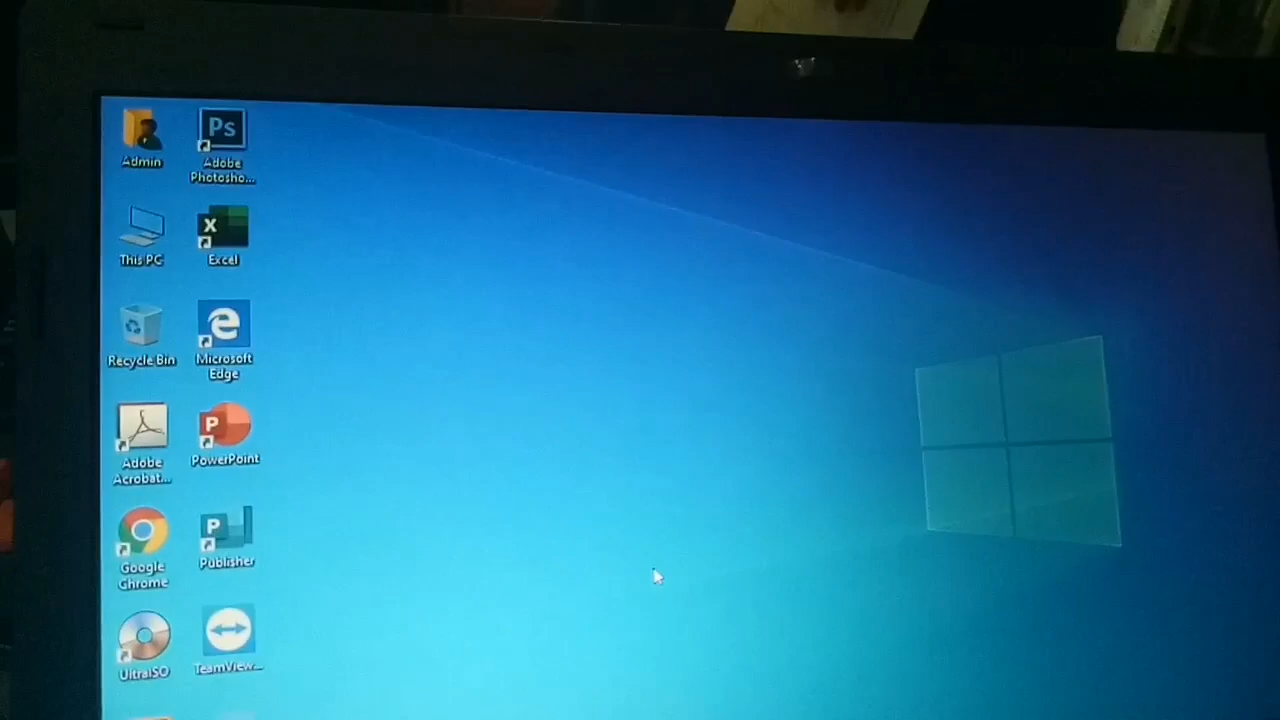 Admin
Ps
Adobe
Photosho...
This PC
X
Excel
Recycle Bin
Microsoft
Edge
Adobe
Acrobat...
P
PowerPoint
Google
Chrome
P
Publisher
UltraISO
TeamView...